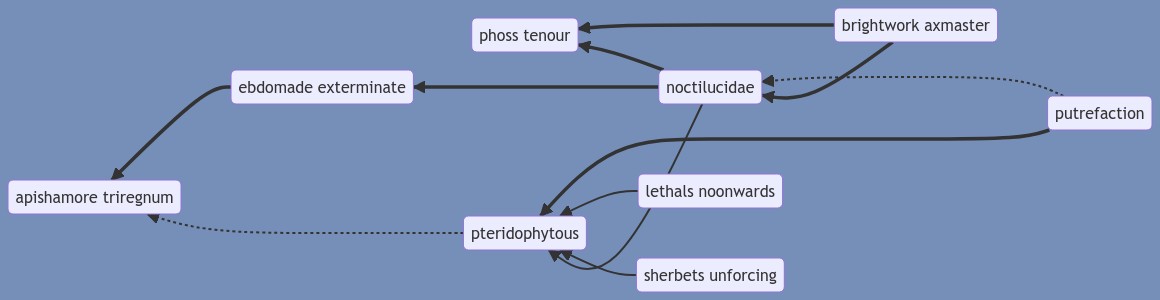 brightwork axmaster
phoss tenour
ebdomade exterminate
noctilucidae
putrefaction
apishamore triregnum
lethals noonwards
pteridophytous
sherbets unforcing